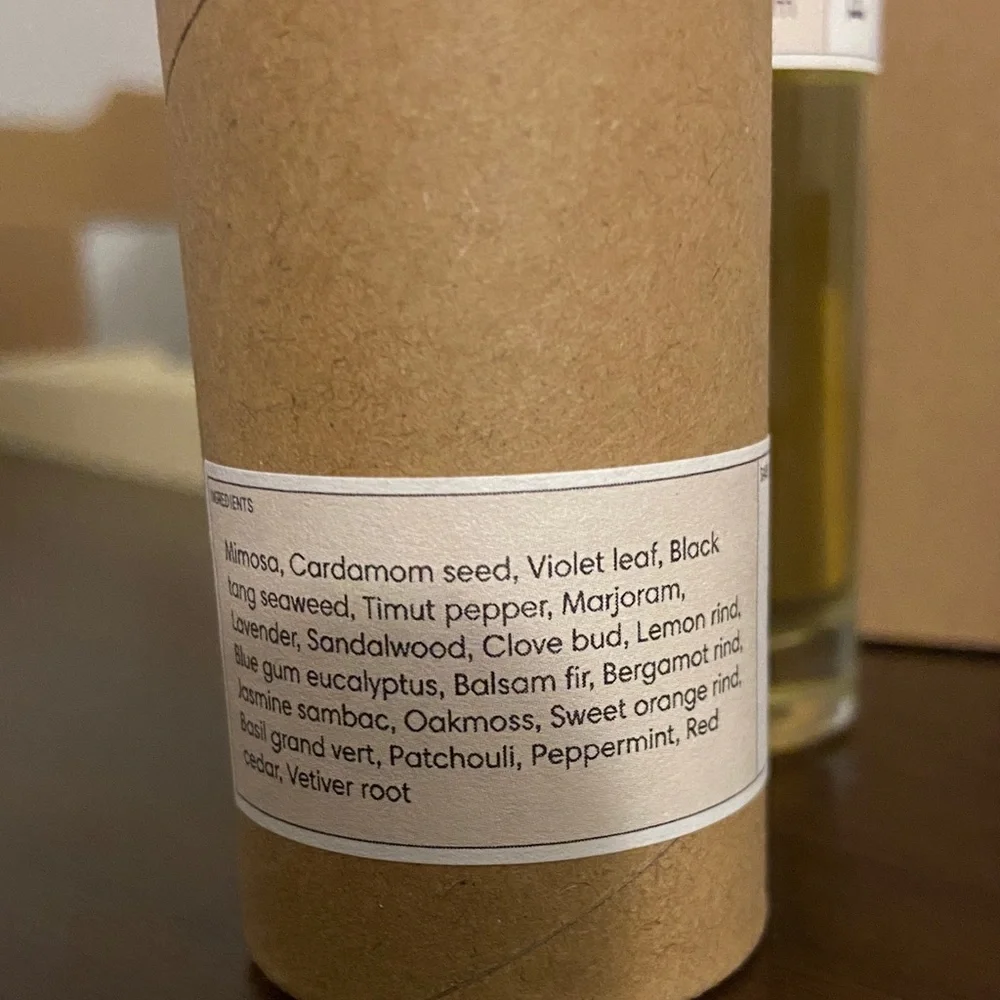 INGREDIENTS
Mimosa, Cardamom seed, Violet leaf, Black
tang seaweed, Timut pepper, Marjoram,
Lavender, Sandalwood, Clove bud, Lemon rind,
Blue gum eucalyptus, Balsam fir, Bergamot rind,
Jasmine sambac, Oakmoss, Sweet orange rind,
Basil grand vert, Patchouli, Peppermint, Red
cedar, Vetiver root